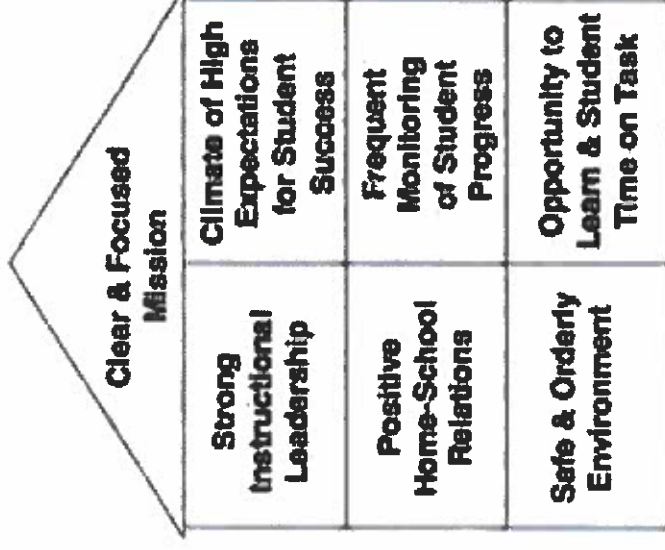 Clear & Focused
Mission
Strong
Instructional
Leadership
Climate of High
Expectations
for Student
Success
Positive
Home-School
Relations
Frequent
Monitoring
of Student
Progress
Safe & Orderly
Environment
Opportunity to
Learn & Student
Time on Task